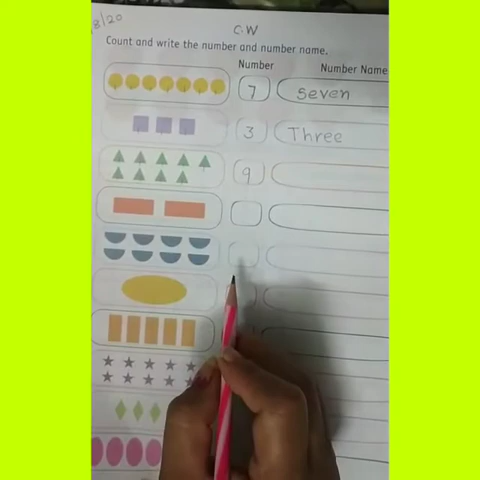 8/20
C.W
Count and write the number and number name.
Number Number Name
7 seven
3 Three
9